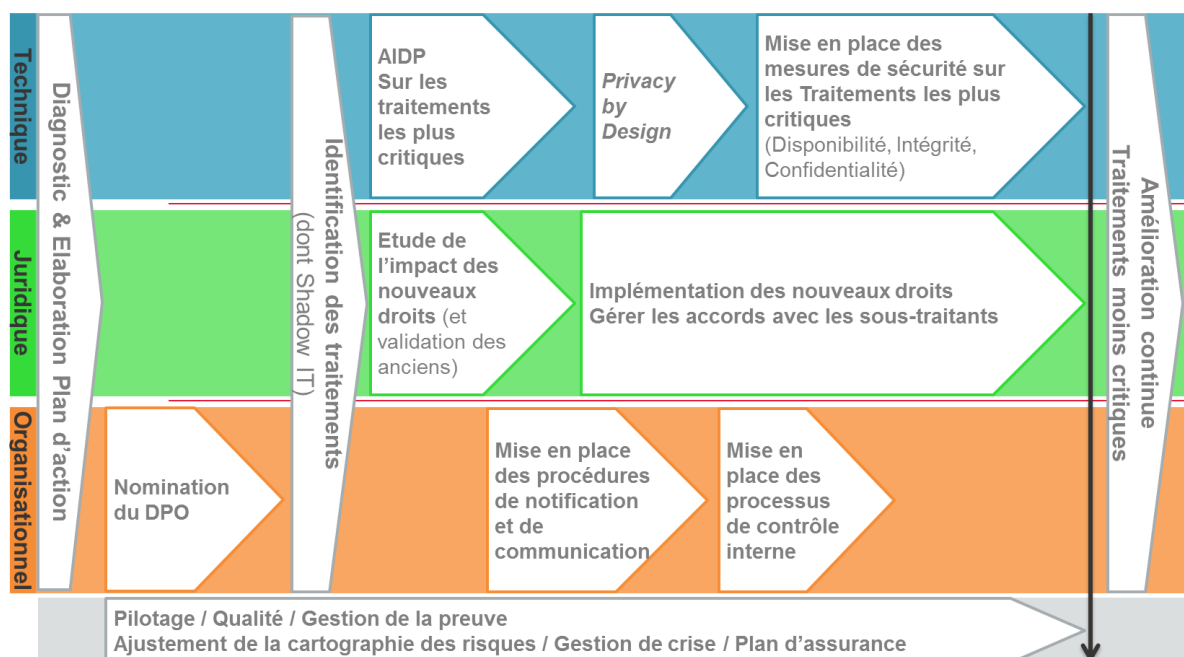 Technique
Juridique
Organisationnel
Diagnostic & Elaboration Plan d’action
Identification des traitements
(dont Shadow IT)
AIDP
Sur les
traitements
les plus
critiques
Privacy
by
Design
Mise en place des
mesures de sécurité sur
les Traitements les plus
critiques
(Disponibilité, Intégrité,
Confidentialité)
Etude de
l’impact des
nouveaux
droits (et
validation des
anciens)
Implémentation des nouveaux droits
Gérer les accords avec les sous-traitants
Nomination
du DPO
Mise en place
des procédures
de notification
et de
communication
Mise en
place des
processus
de contrôle
interne
Amélioration continue
Traitements moins critiques
Pilotage / Qualité / Gestion de la preuve
Ajustement de la cartographie des risques / Gestion de crise / Plan d’assurance